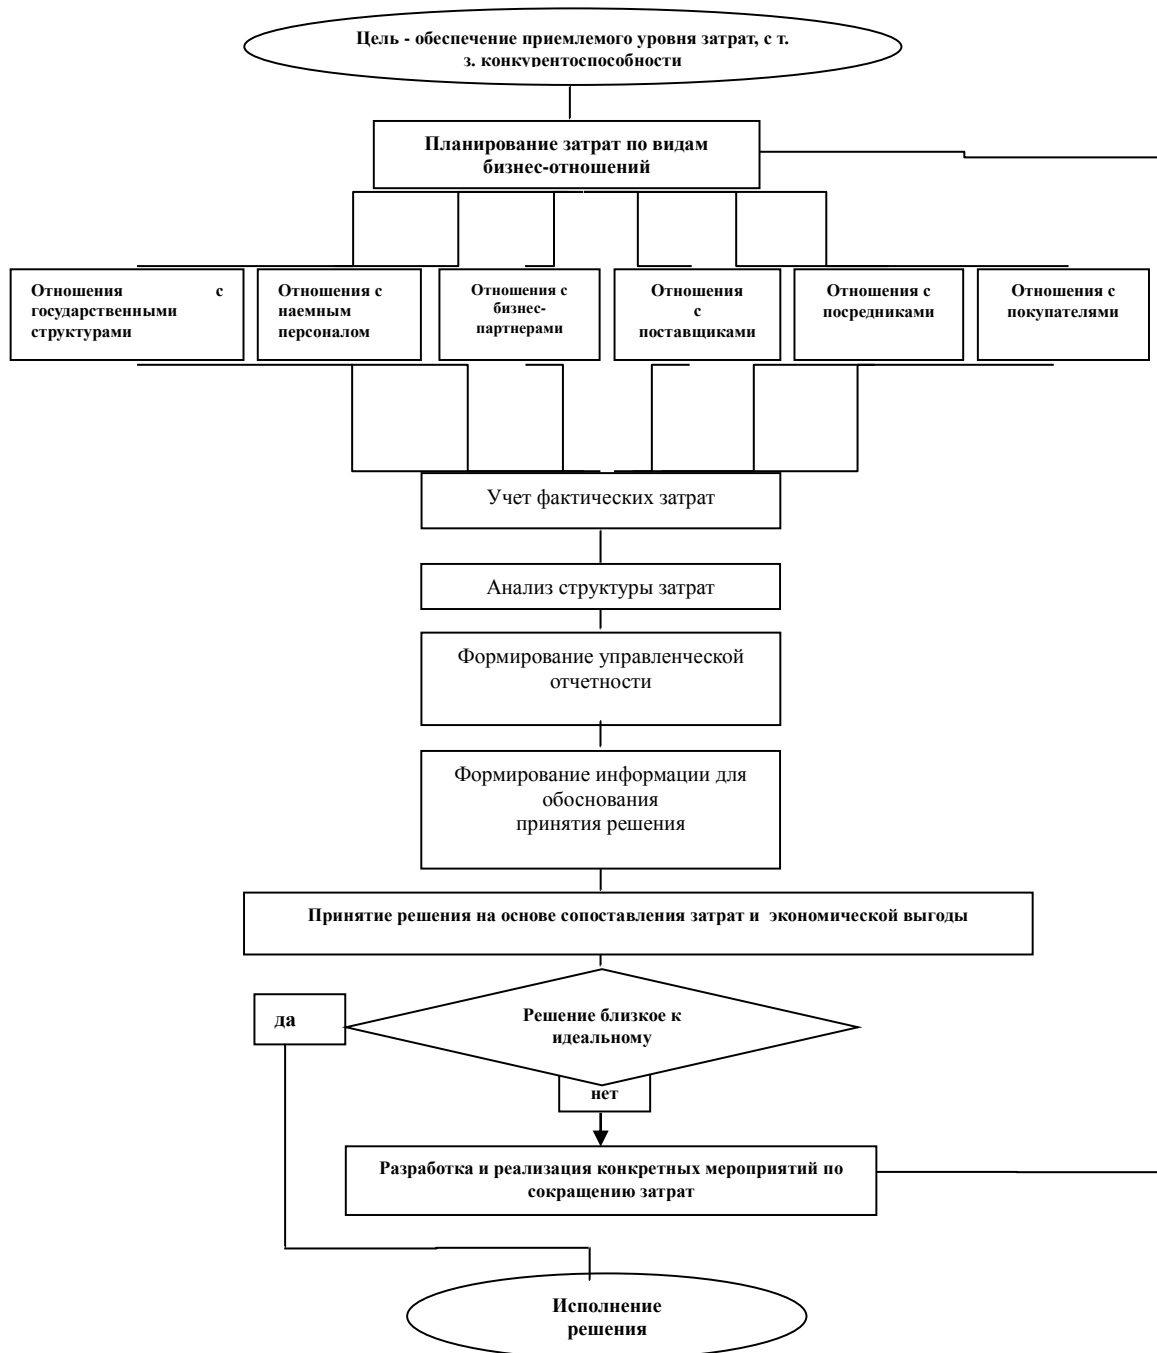 Цель - обеспечение приемлемого уровня затрат, с т.
з. конкурентоспособности
Планирование затрат по видам
бизнес-отношений
Отношения с
государственными
структурами
Отношения с
наемным
персоналом
Отношения с
бизнес-
партнерами
Отношения
с
поставщиками
Отношения с
посредниками
Отношения с
покупателями
Учет фактических затрат
Анализ структуры затрат
Формирование управленческой
отчетности
Формирование информации для
обоснования
принятия решения
Принятие решения на основе сопоставления затрат и экономической выгоды
да
Решение близкое к
идеальному
нет
Разработка и реализация конкретных мероприятий по
сокращению затрат
Исполнение
решения